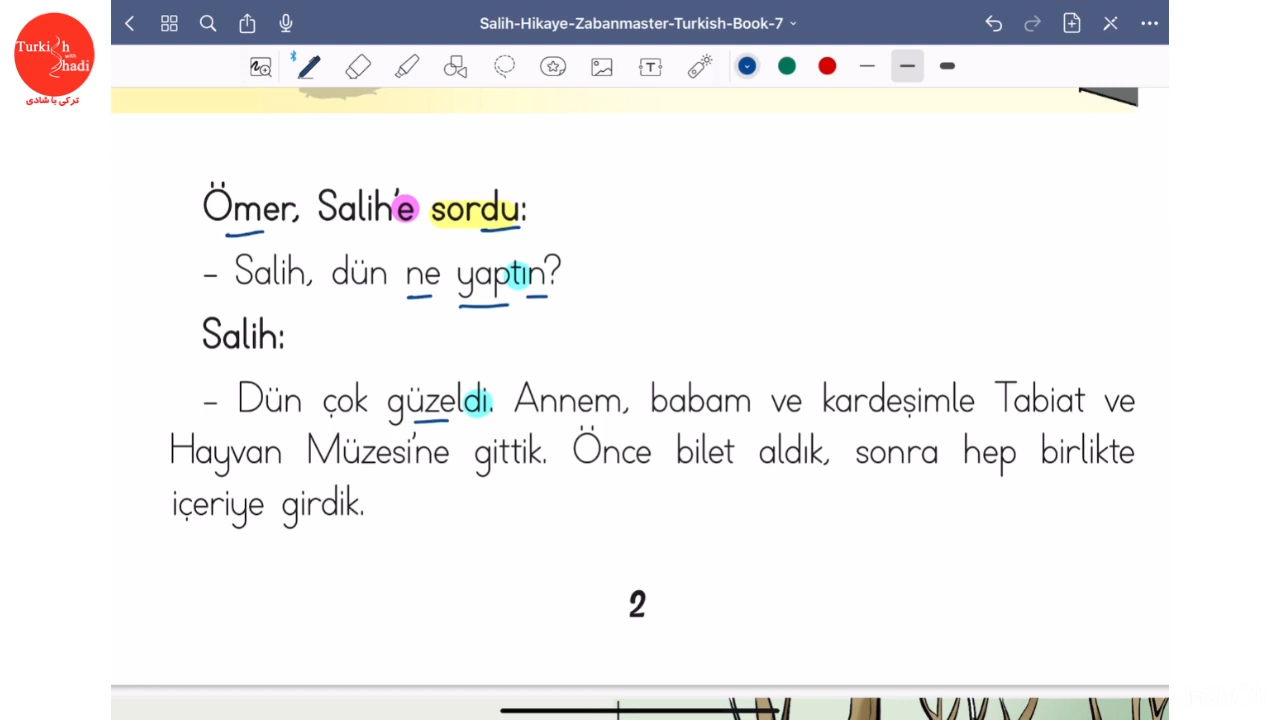 Turkish
with
Shadi
ترکی با شادی
Salih-Hikaye-Zabanmaster-Turkish-Book-7
T
Ömer, Salih'e sordu:
– Salih, dün ne yaptın?
Salih:
– Dün çok güzeldi. Annem, babam ve kardeşimle Tabiat ve
Hayvan Müzesi'ne gittik. Önce bilet aldık, sonra hep birlikte
içeriye girdik.
2